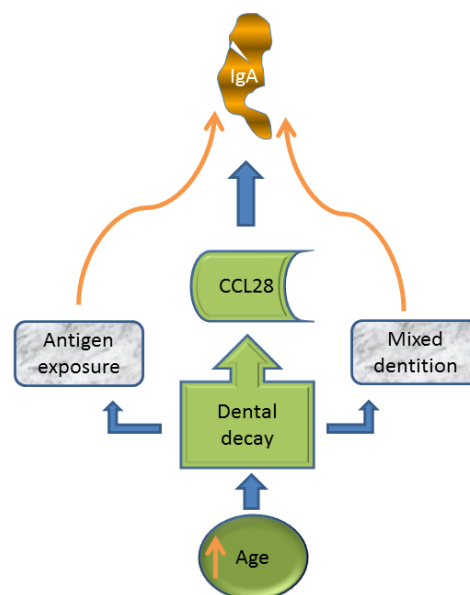 IgA
CCL28
Antigen
exposure
Mixed
dentition
Dental
decay
Age